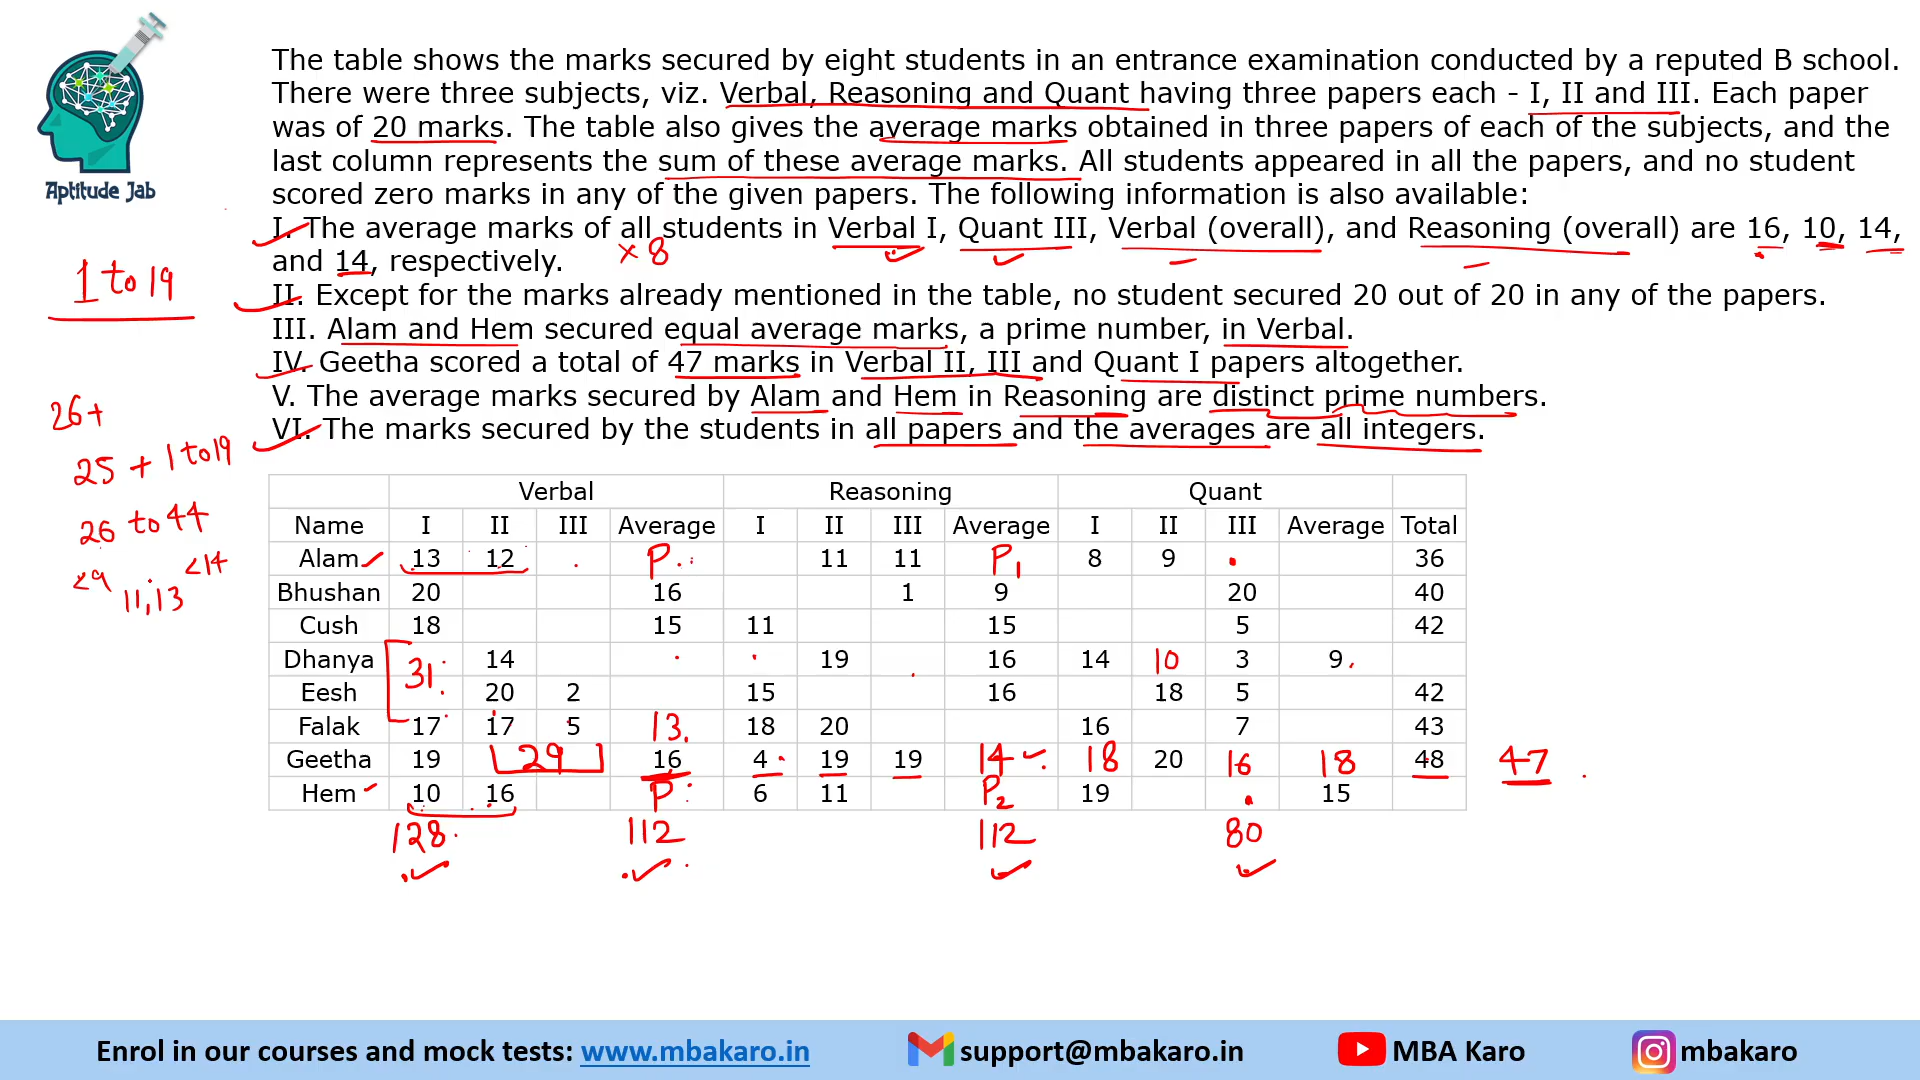 The table shows the marks secured by eight students in an entrance examination conducted by a reputed B school.
There were three subjects, viz. Verbal, Reasoning and Quant having three papers each - I, II and III. Each paper
was of 20 marks. The table also gives the average marks obtained in three papers of each of the subjects, and the
last column represents the sum of these average marks. All students appeared in all the papers, and no student
Aptitude Jab
scored zero marks in any of the given papers. The following information is also available:
I. The average marks of all students in Verbal I, Quant III, Verbal (overall), and Reasoning (overall) are 16, 10, 14,
and 14, respectively.
× 8
1 to 19
II. Except for the marks already mentioned in the table, no student secured 20 out of 20 in any of the papers.
III. Alam and Hem secured equal average marks, a prime number, in Verbal.
IV. Geetha scored a total of 47 marks in Verbal II, III and Quant I papers altogether.
V. The average marks secured by Alam and Hem in Reasoning are distinct prime numbers.
VI. The marks secured by the students in all papers and the averages are all integers.
26+
25 + 1 to 19
26 to 44
<9 11, 13 <14
Verbal Reasoning Quant
Name I II III Average I II III Average I II III Average Total
Alam 13 12 P 11 11 P1 8 9 36
Bhushan 20 16 1 9 20 40
Cush 18 15 11 15 5 42
Dhanya 14 19 16 14 10 3 9
31
Eesh 20 2 15 16 18 5 42
Falak 17 17 5 13 18 20 16 7 43
Geetha 19 29 16 4 19 19 14 18 20 16 18 48 47
Hem 10 16 P 6 11 P2 19 15
128 112 112 80
Enrol in our courses and mock tests: www.mbakaro.in support@mbakaro.in MBA Karo mbakaro